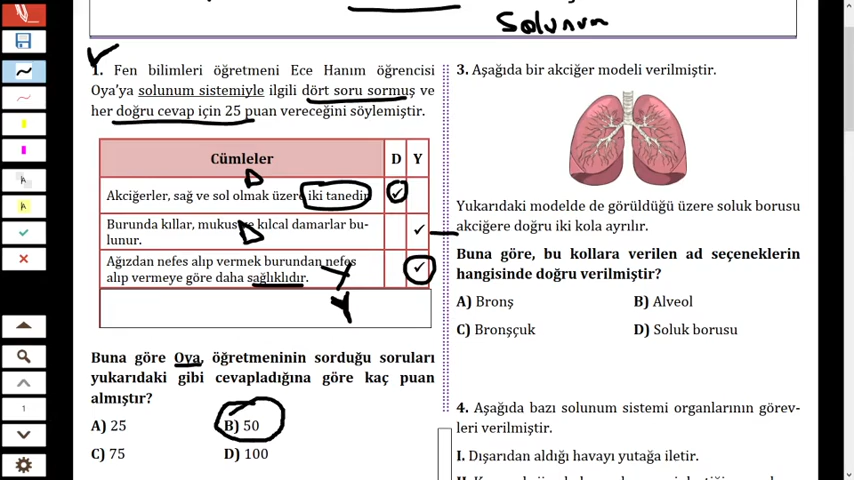 Solunum
1. Fen bilimleri öğretmeni Ece Hanım öğrencisi
Oya'ya solunum sistemiyle ilgili dört soru sormuş ve
her doğru cevap için 25 puan vereceğini söylemiştir.
Cümleler D Y
D
Akciğerler, sağ ve sol olmak üzere iki tanedir
Burunda kıllar, mukus ve kılcal damarlar bu-
lunur.
D
Ağızdan nefes alıp vermek burundan nefes
alıp vermeye göre daha sağlıklıdır.
Y
Y
Buna göre Oya, öğretmeninin sorduğu soruları
yukarıdaki gibi cevapladığına göre kaç puan
almıştır?
A) 25 B) 50
C) 75 D) 100
3. Aşağıda bir akciğer modeli verilmiştir.
Yukarıdaki modelde de görüldüğü üzere soluk borusu
akciğere doğru iki kola ayrılır.
Buna göre, bu kollara verilen ad seçeneklerin
hangisinde doğru verilmiştir?
A) Bronş B) Alveol
C) Bronşçuk D) Soluk borusu
4. Aşağıda bazı solunum sistemi organlarının görev-
leri verilmiştir.
I. Dışarıdan aldığı havayı yutağa iletir.
1